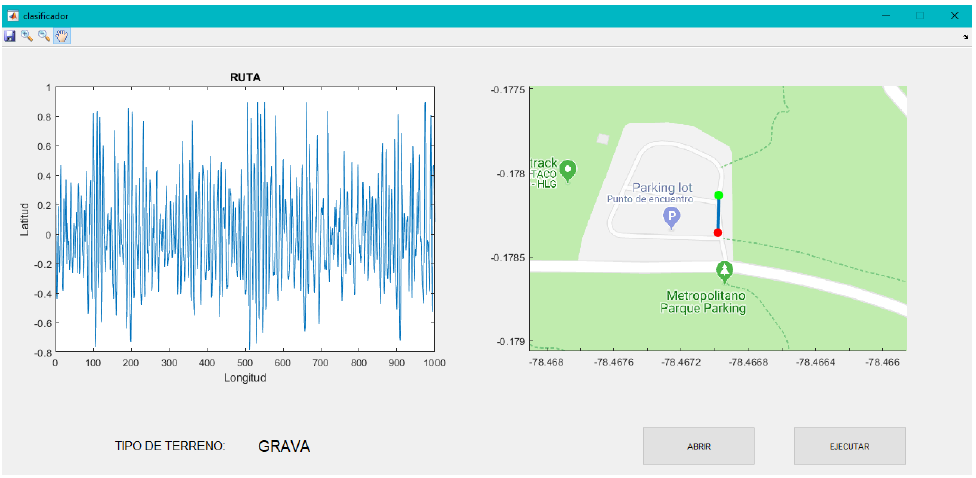 clasificador
RUTA
1
0.8
0.6
0.4
0.2
0
-0.2
-0.4
-0.6
-0.8
Latitud
0 100 200 300 400 500 600 700 800 900 1000
Longitud
-0.1775
-0.178
-0.1785
-0.179
track
TACO
- HLG
Parking lot
Punto de encuentro
P
Metropolitano
Parque Parking
-78.468 -78.4676 -78.4672 -78.4668 -78.4664 -78.466
TIPO DE TERRENO: GRAVA
ABRIR EJECUTAR